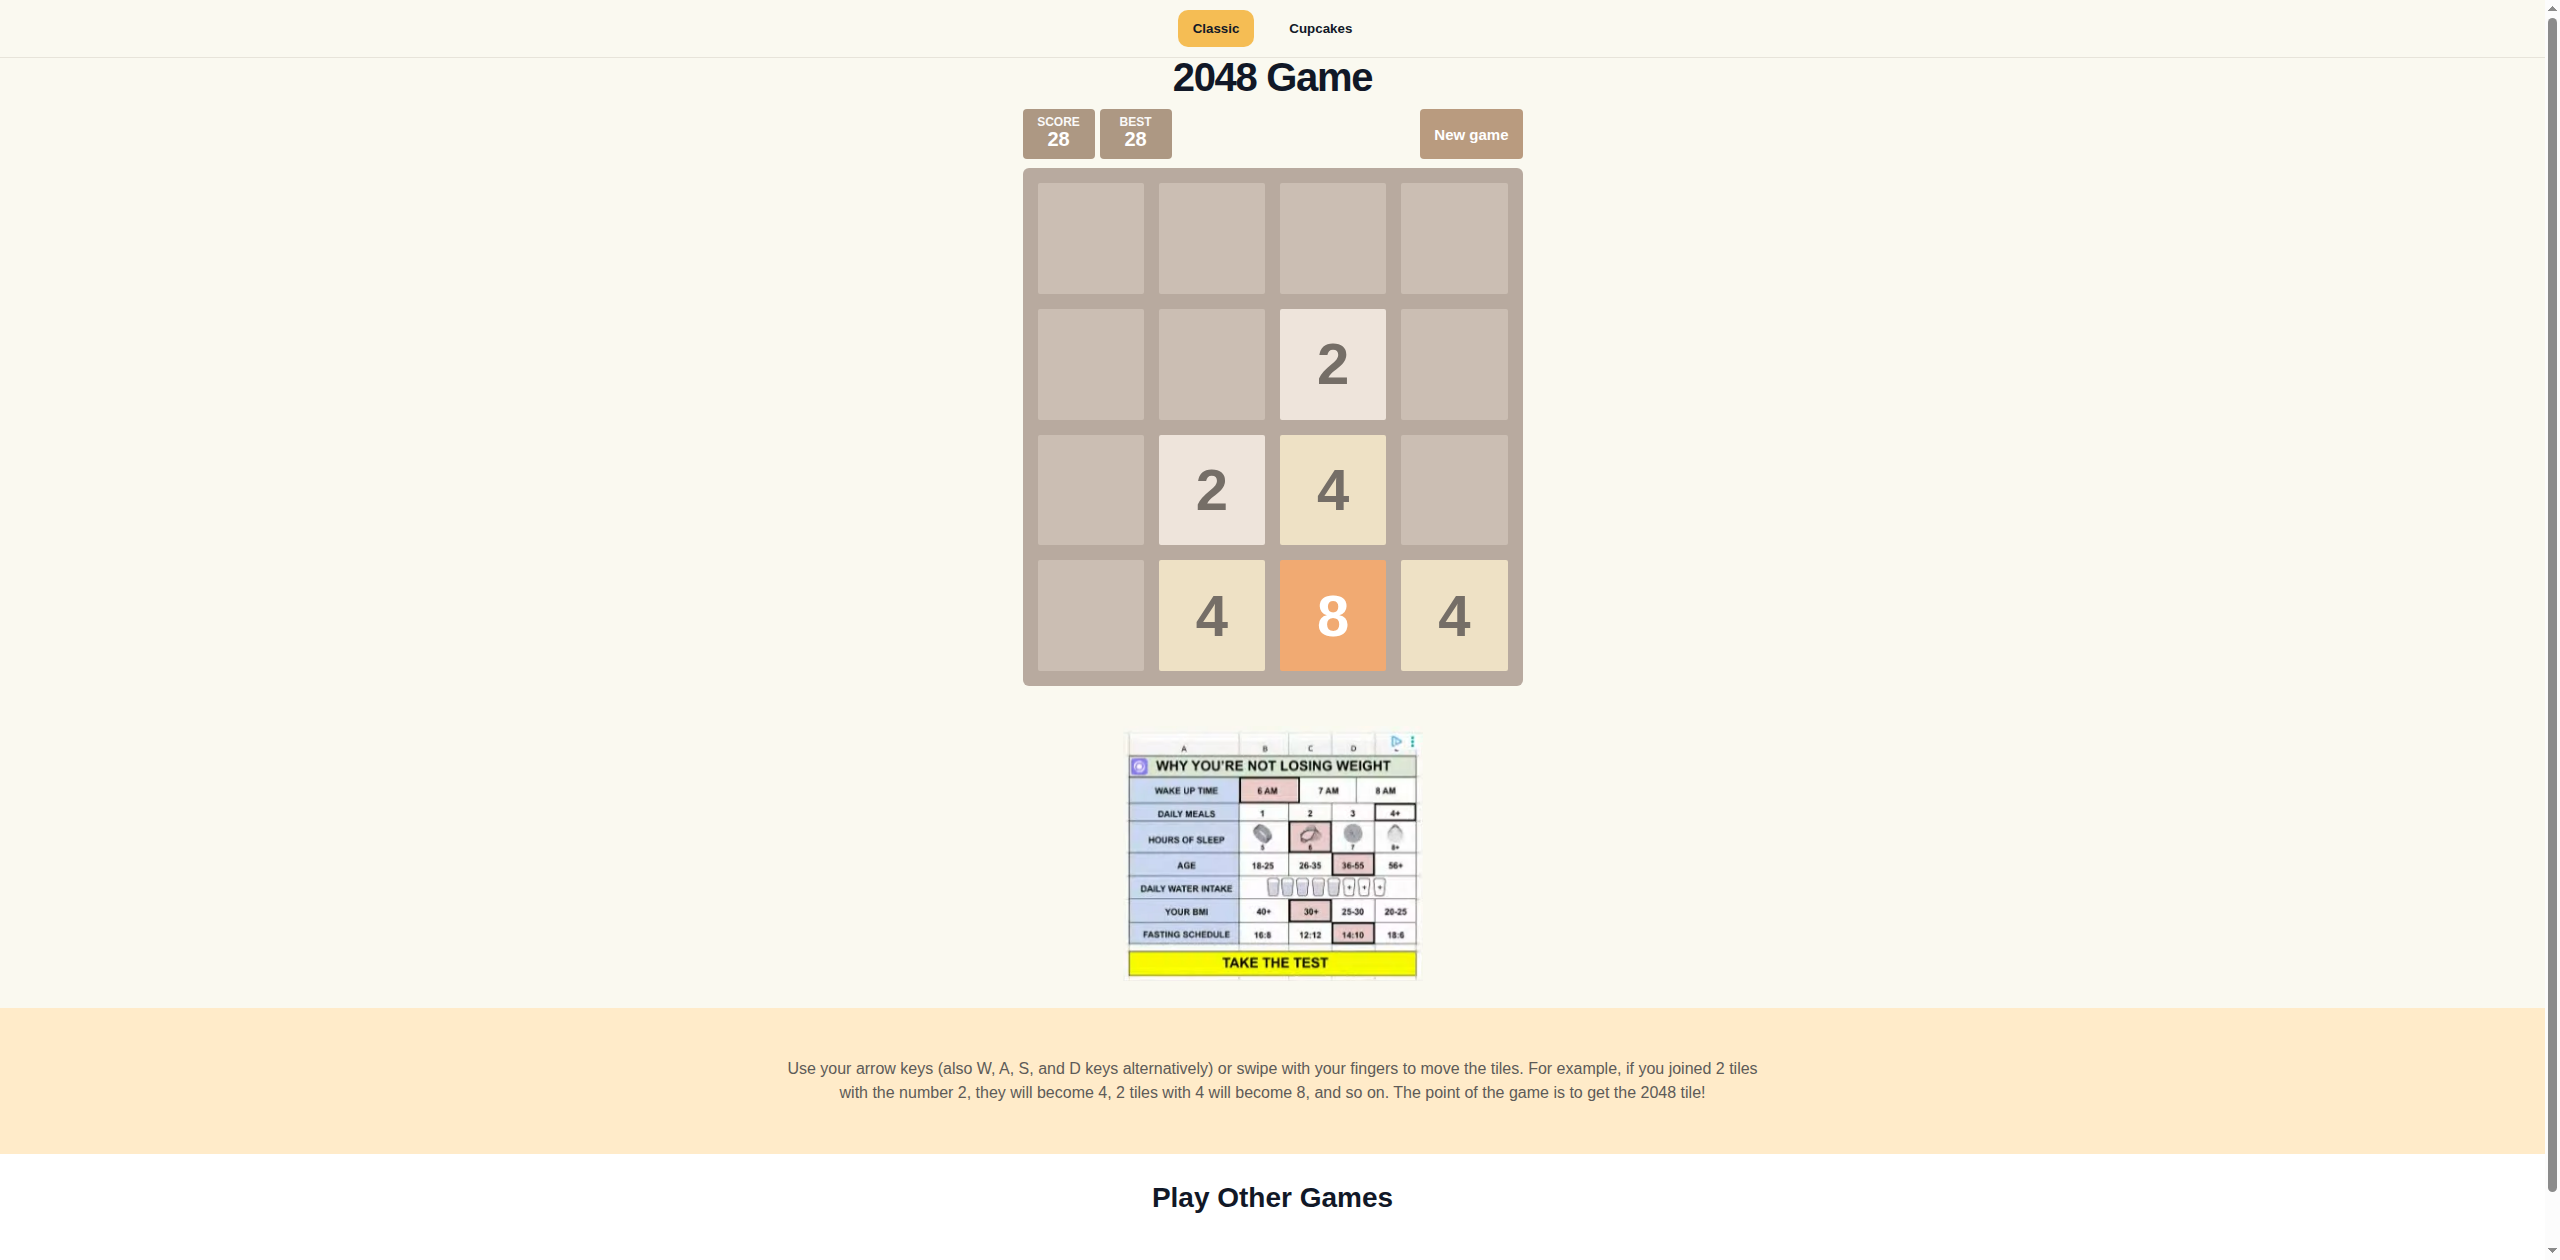 Classic Cupcakes
2048 Game
SCORE BEST
28 28
New game
2
2 4
4 8 4
A B C D
WHY YOU'RE NOT LOSING WEIGHT
WAKE UP TIME 6 AM 7 AM 8 AM
DAILY MEALS 1 2 3 4+
HOURS OF SLEEP 5 6 7 8+
AGE 18-25 26-35 36-55 56+
DAILY WATER INTAKE + + +
YOUR BMI 40+ 30+ 25-30 20-25
FASTING SCHEDULE 16:8 12:12 14:10 18:6
TAKE THE TEST
Use your arrow keys (also W, A, S, and D keys alternatively) or swipe with your fingers to move the tiles. For example, if you joined 2 tiles
with the number 2, they will become 4, 2 tiles with 4 will become 8, and so on. The point of the game is to get the 2048 tile!
Play Other Games